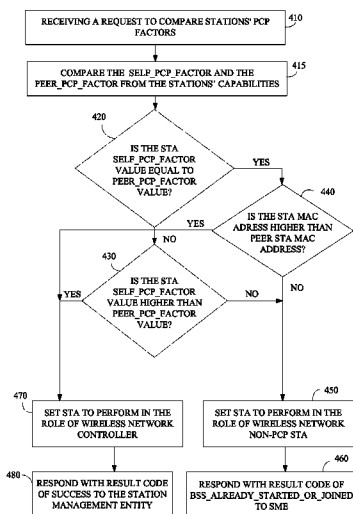 RECEIVING A REQUEST TO COMPARE STATIONS' PCP
FACTORS
410
COMPARE THE SELF_PCP_FACTOR AND THE
PEER_PCP_FACTOR FROM THE STATIONS' CAPABILITIES
415
420
IS THE STA
SELF_PCP_FACTOR
VALUE EQUAL TO
PEER_PCP_FACTOR
VALUE?
YES
440
IS THE STA MAC
ADRESS HIGHER THAN
PEER STA MAC
ADDRESS?
YES
NO
430
IS THE STA
SELF_PCP_FACTOR
VALUE HIGHER THAN
PEER_PCP_FACTOR
VALUE?
YES
NO
NO
470
SET STA TO PERFORM IN THE
ROLE OF WIRELESS NETWORK
CONTROLLER
450
SET STA TO PERFORM IN THE
ROLE OF WIRELESS NETWORK
NON-PCP STA
480
RESPOND WITH RESULT CODE
OF SUCCESS TO THE STATION
MANAGEMENT ENTITY
460
RESPOND WITH RESULT CODE OF
BSS_ALREADY_STARTED_OR_JOINED
TO SME